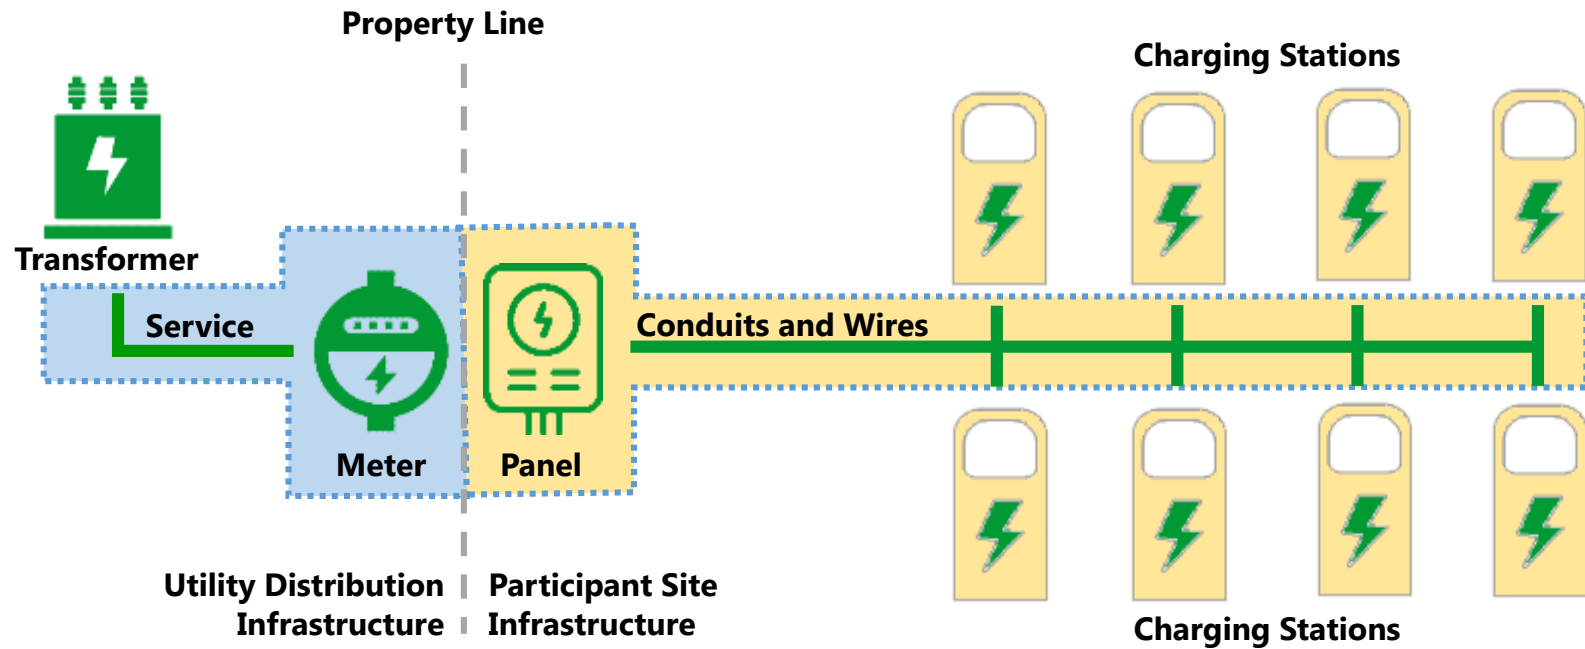 Property Line
Charging Stations
Transformer
Service
Conduits and Wires
Meter
Panel
Utility Distribution
Infrastructure
Participant Site
Infrastructure
Charging Stations